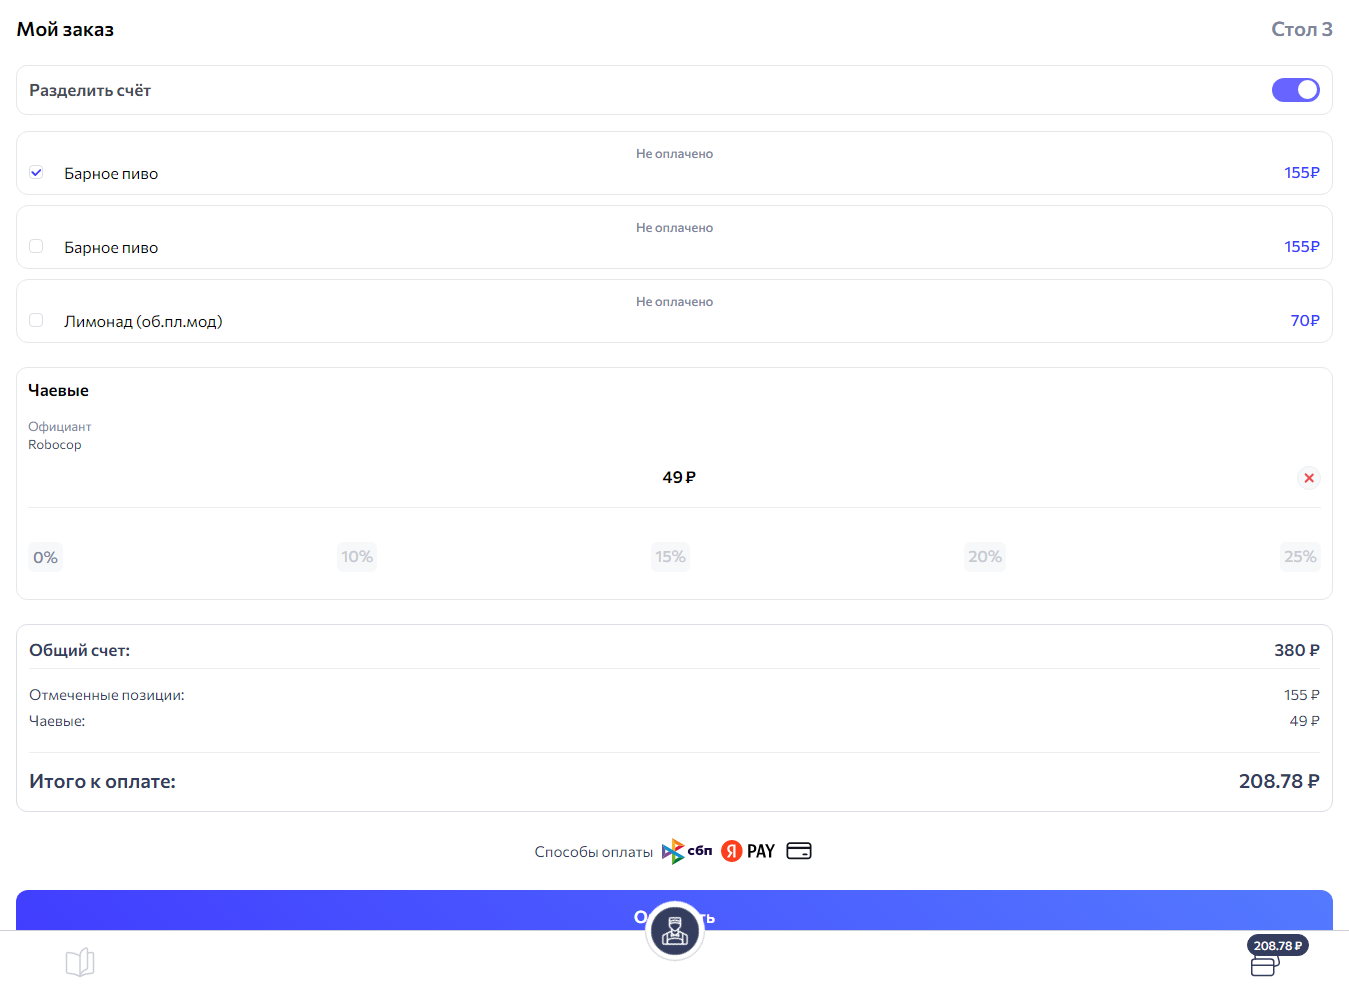 Мой заказ
Стол 3
Разделить счёт
Не оплачено
Барное пиво
155₽
Не оплачено
Барное пиво
155₽
Не оплачено
Лимонад (об.пл.мод)
70₽
Чаевые
Официант
Robocop
49 ₽
0%
10%
15%
20%
25%
Общий счет:
380 ₽
Отмеченные позиции:
155 ₽
Чаевые:
49 ₽
Итого к оплате:
208.78 ₽
Способы оплаты
сбп
Я PAY
208.78 ₽